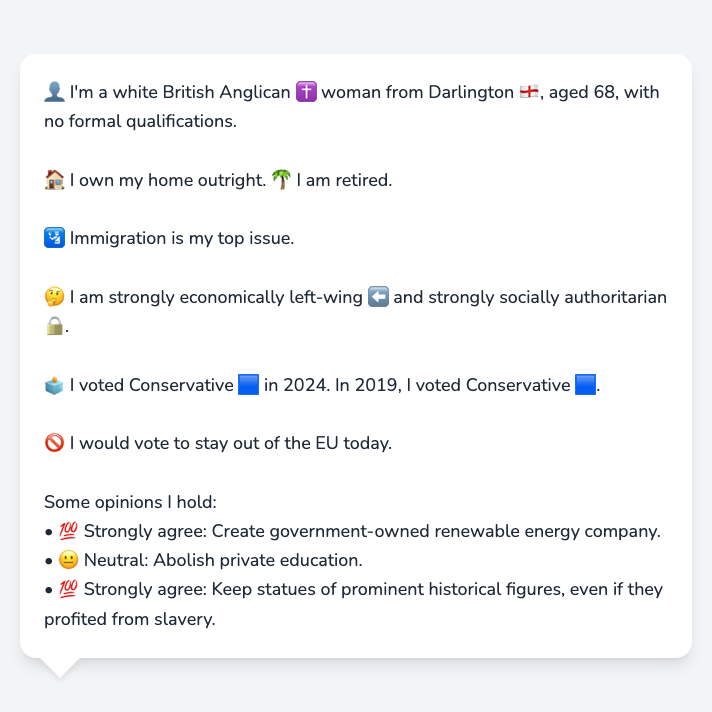 👤 I'm a white British Anglican ✝️ woman from Darlington 🏴󠁧󠁢󠁥󠁮󠁧󠁿, aged 68, with
no formal qualifications.
🏠 I own my home outright. 🌴 I am retired.
🛂 Immigration is my top issue.
🤔 I am strongly economically left-wing ⬅️ and strongly socially authoritarian
🔒.
🗳️ I voted Conservative 🟦 in 2024. In 2019, I voted Conservative 🟦.
🚫 I would vote to stay out of the EU today.
Some opinions I hold:
• 💯 Strongly agree: Create government-owned renewable energy company.
• 😐 Neutral: Abolish private education.
• 💯 Strongly agree: Keep statues of prominent historical figures, even if they
profited from slavery.